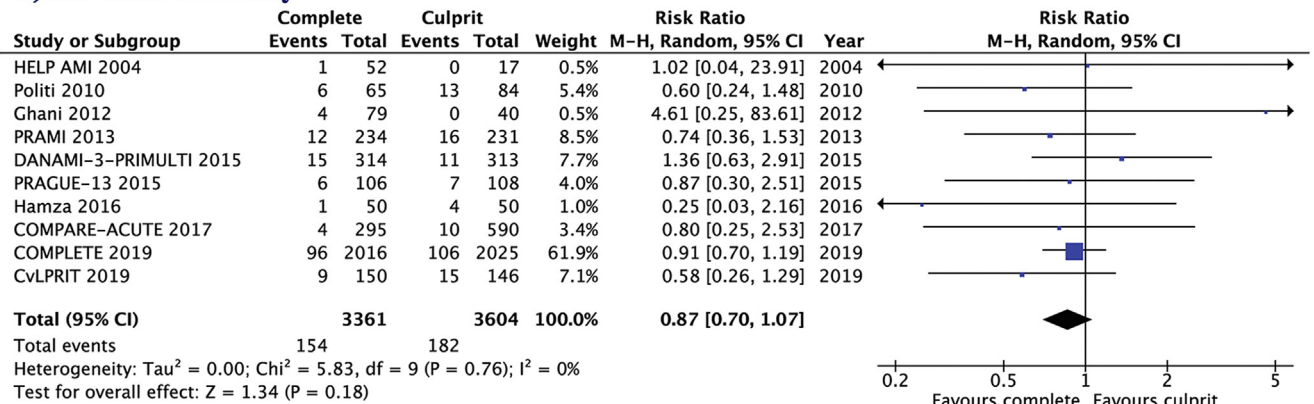 Complete Culprit Risk Ratio Risk Ratio
Study or Subgroup Events Total Events Total Weight M-H, Random, 95% CI Year M-H, Random, 95% CI
HELP AMI 2004 1 52 0 17 0.5% 1.02 [0.04, 23.91] 2004
Politi 2010 6 65 13 84 5.4% 0.60 [0.24, 1.48] 2010
Ghani 2012 4 79 0 40 0.5% 4.61 [0.25, 83.61] 2012
PRAMI 2013 12 234 16 231 8.5% 0.74 [0.36, 1.53] 2013
DANAMI-3-PRIMULTI 2015 15 314 11 313 7.7% 1.36 [0.63, 2.91] 2015
PRAGUE-13 2015 6 106 7 108 4.0% 0.87 [0.30, 2.51] 2015
Hamza 2016 1 50 4 50 1.0% 0.25 [0.03, 2.16] 2016
COMPARE-ACUTE 2017 4 295 10 590 3.4% 0.80 [0.25, 2.53] 2017
COMPLETE 2019 96 2016 106 2025 61.9% 0.91 [0.70, 1.19] 2019
CvLPRIT 2019 9 150 15 146 7.1% 0.58 [0.26, 1.29] 2019
Total (95% CI) 3361 3604 100.0% 0.87 [0.70, 1.07]
Total events 154 182
Heterogeneity: Tau² = 0.00; Chi² = 5.83, df = 9 (P = 0.76); I² = 0%
Test for overall effect: Z = 1.34 (P = 0.18)
0.2 0.5 1 2 5
Favours complete Favours culprit